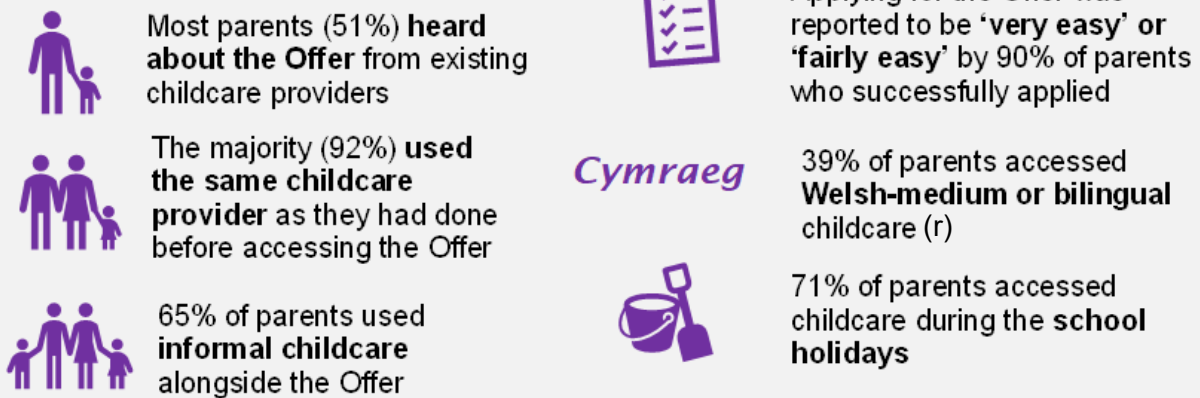 Most parents (51%) heard
about the Offer from existing
childcare providers
The majority (92%) used
the same childcare
provider as they had done
before accessing the Offer
65% of parents used
informal childcare
alongside the Offer
reported to be ‘very easy’ or
‘fairly easy’ by 90% of parents
who successfully applied
Cymraeg
39% of parents accessed
Welsh-medium or bilingual
childcare (r)
71% of parents accessed
childcare during the school
holidays